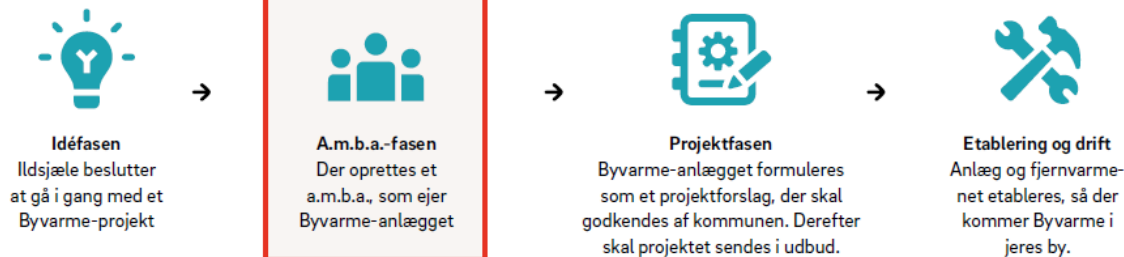 Idéfasen
Ildsjæle beslutter
at gå i gang med et
Byvarme-projekt
A.m.b.a.-fasen
Der oprettes et
a.m.b.a., som ejer
Byvarme-anlægget
Projektfasen
Byvarme-anlægget formuleres
som et projektforslag, der skal
godkendes af kommunen. Derefter
skal projektet sendes i udbud.
Etablering og drift
Anlæg og fjernvarme-
net etableres, så der
kommer Byvarme i
jeres by.